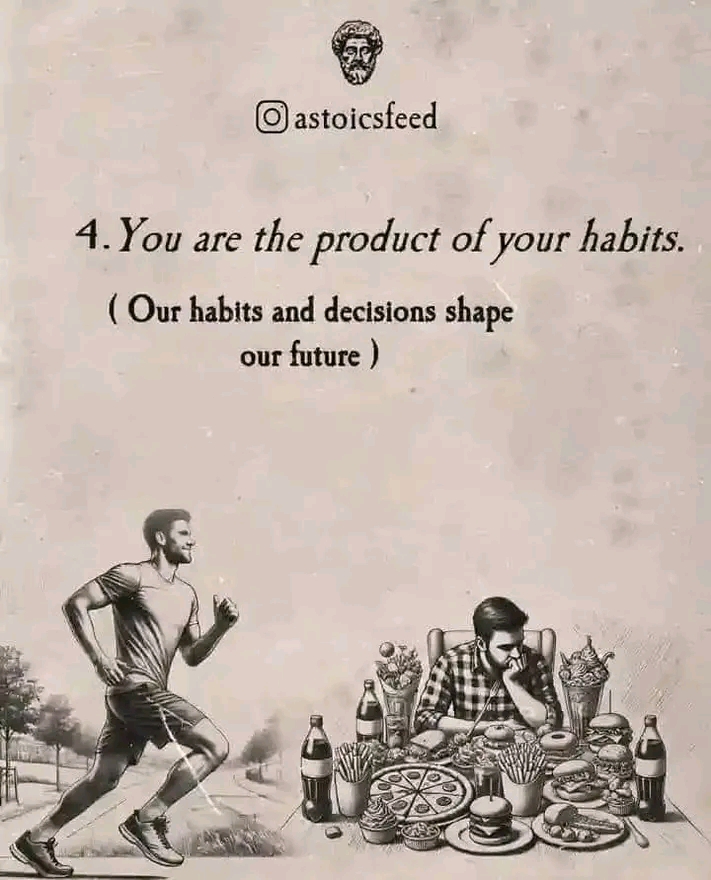 astoicsfeed
4. You are the product of your habits.
( Our habits and decisions shape
our future )